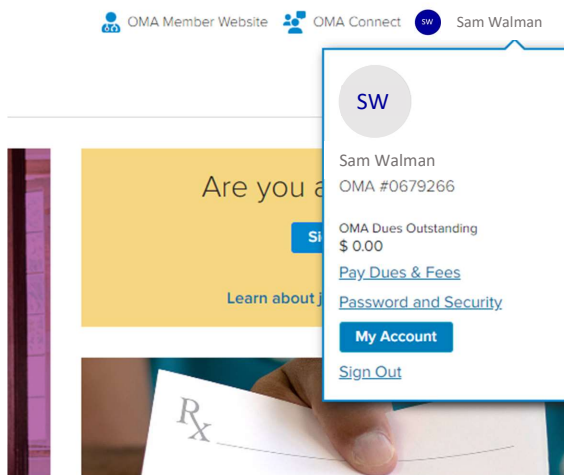 OMA Member Website OMA Connect SW Sam Walman
SW
Sam Walman
OMA #0679266
OMA Dues Outstanding
$ 0.00
Pay Dues & Fees
Password and Security
My Account
Sign Out
Are you
Learn about
Rx